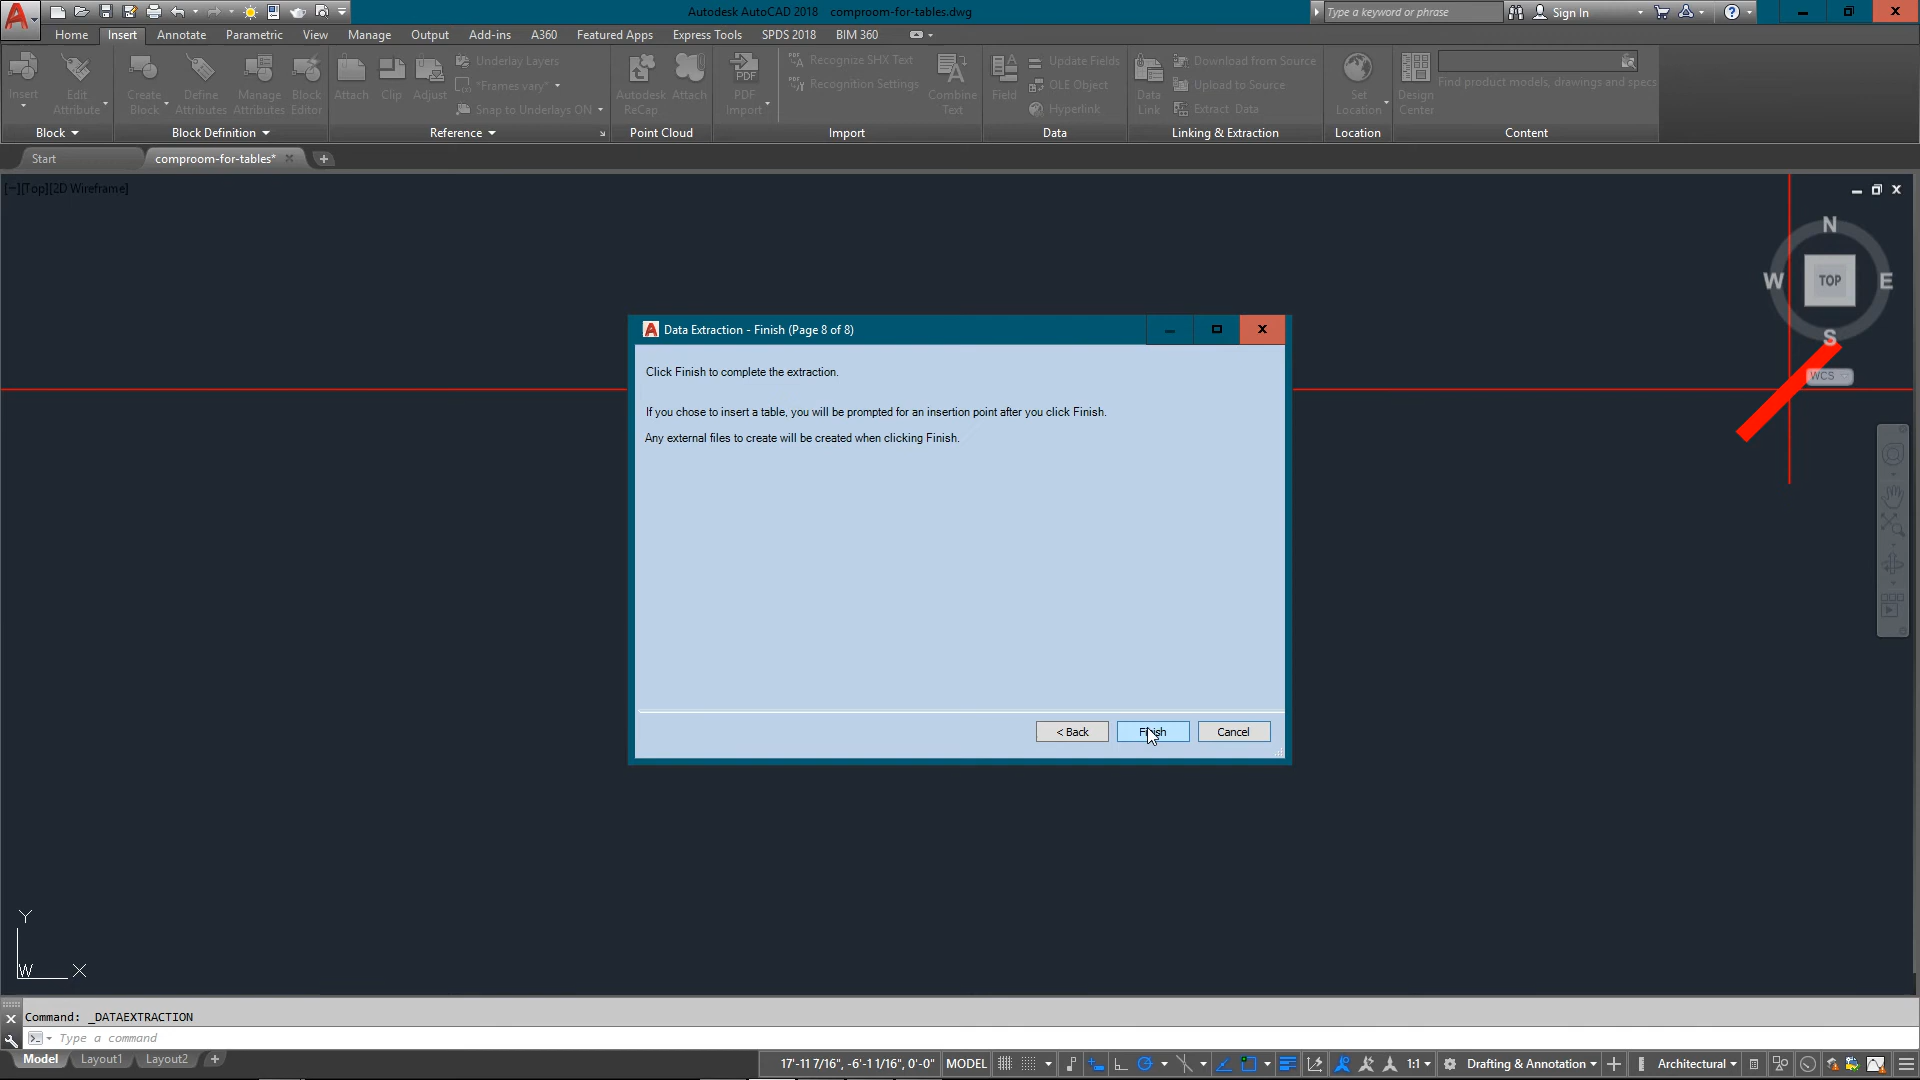 Autodesk AutoCAD 2018 comproom-for-tables.dwg
Type a keyword or phrase
Sign In
Home Insert Annotate Parametric View Manage Output Add-ins A360 Featured Apps Express Tools SPDS 2018 BIM 360
Insert
Edit
Attribute
Create
Block
Define
Attributes
Manage
Attributes
Block
Editor
Attach
Clip
Adjust
Underlay Layers
*Frames vary*
Snap to Underlays ON
Autodesk
ReCap
Attach
PDF
Import
Recognize SHX Text
Recognition Settings
Combine
Text
Field
Update Fields
OLE Object
Hyperlink
Data
Link
Download from Source
Upload to Source
Extract Data
Set
Location
Design
Center
Find product models, drawings and specs
Block Block Definition Reference Point Cloud Import Data Linking & Extraction Location Content
Start comproom-for-tables*
[−][Top][2D Wireframe]
N
W TOP E
S
WCS
Data Extraction - Finish (Page 8 of 8)
Click Finish to complete the extraction.
If you chose to insert a table, you will be prompted for an insertion point after you click Finish.
Any external files to create will be created when clicking Finish.
< Back Finish Cancel
Y
W X
Command: _DATAEXTRACTION
Type a command
Model Layout1 Layout2
17'-11 7/16", -6'-1 1/16", 0'-0" MODEL 1:1 Drafting & Annotation Architectural